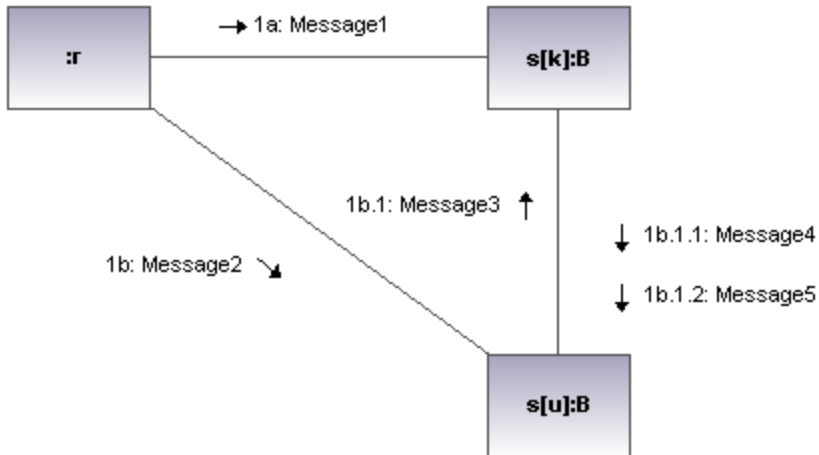 1a: Message1
:r
s[k]:B
1b.1: Message3
1b.1.1: Message4
1b: Message2
1b.1.2: Message5
s[u]:B